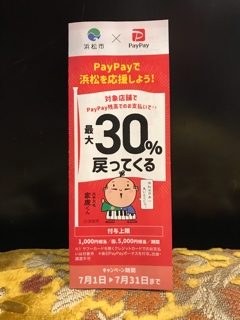 浜松市 × PayPay
PayPayで
浜松を応援しよう!
対象店舗で
PayPay残高でのお支払いで※1
最大
30%
戻ってくる
家康くん
付与上限
1,000円相当/回、5,000円相当/期間
キャンペーン期間
7月1日▶7月31日まで